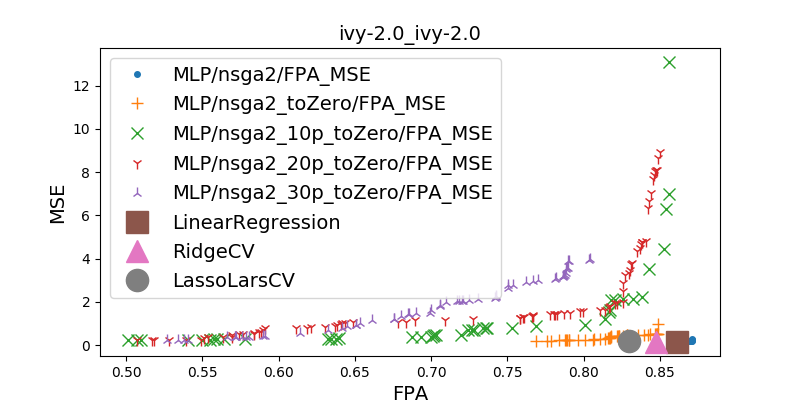 ivy-2.0_ivy-2.0
MLP/nsga2/FPA_MSE
MLP/nsga2_toZero/FPA_MSE
MLP/nsga2_10p_toZero/FPA_MSE
MLP/nsga2_20p_toZero/FPA_MSE
MLP/nsga2_30p_toZero/FPA_MSE
LinearRegression
RidgeCV
LassoLarsCV
MSE
12
10
8
6
4
2
0
0.50 0.55 0.60 0.65 0.70 0.75 0.80 0.85
FPA